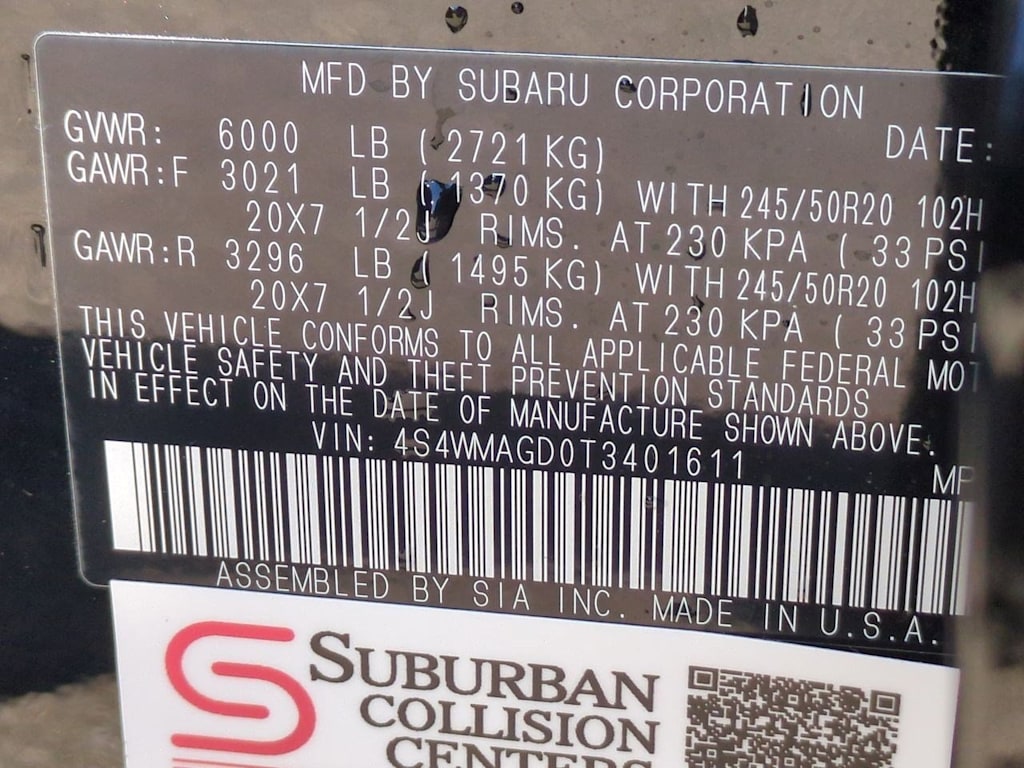 MFD BY SUBARU CORPORATION
DATE:
GVWR: 6000 LB (2721 KG)
GAWR:F 3021 LB (1370 KG) WITH 245/50R20 102H
20X7 1/2J RIMS. AT 230 KPA (33 PSI
GAWR:R 3296 LB (1495 KG) WITH 245/50R20 102H
20X7 1/2J RIMS. AT 230 KPA (33 PSI
THIS VEHICLE CONFORMS TO ALL APPLICABLE FEDERAL MOT
VEHICLE SAFETY AND THEFT PREVENTION STANDARDS
IN EFFECT ON THE DATE OF MANUFACTURE SHOWN ABOVE.
VIN: 4S4WMAGD0T3401611
MP
ASSEMBLED BY SIA INC. MADE IN U.S.A.
SUBURBAN
COLLISION
CENTERS